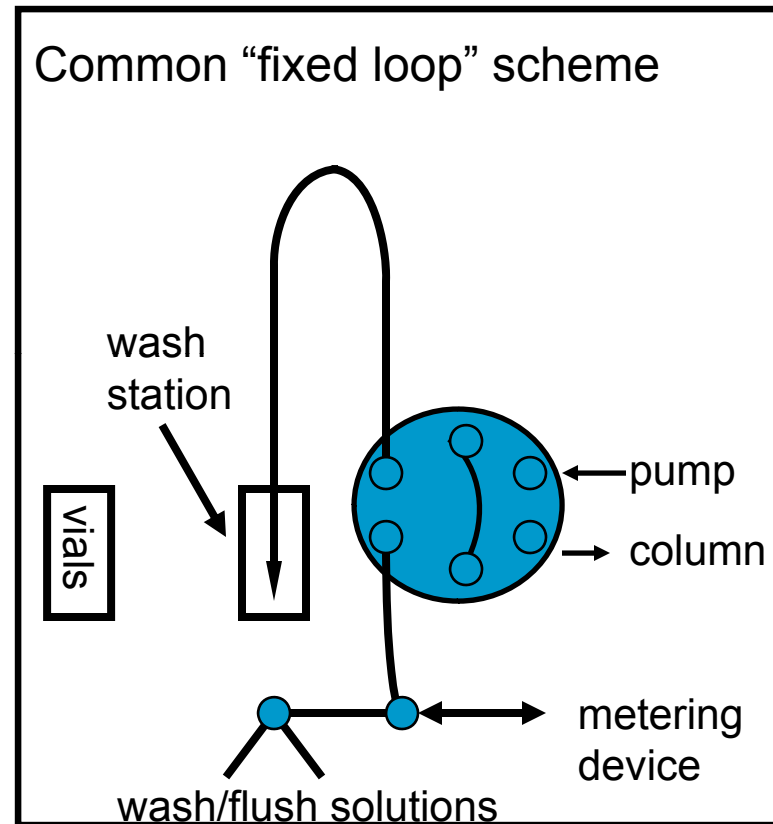 Common “fixed loop” scheme
wash
station
pump
vials
column
metering
device
wash/flush solutions